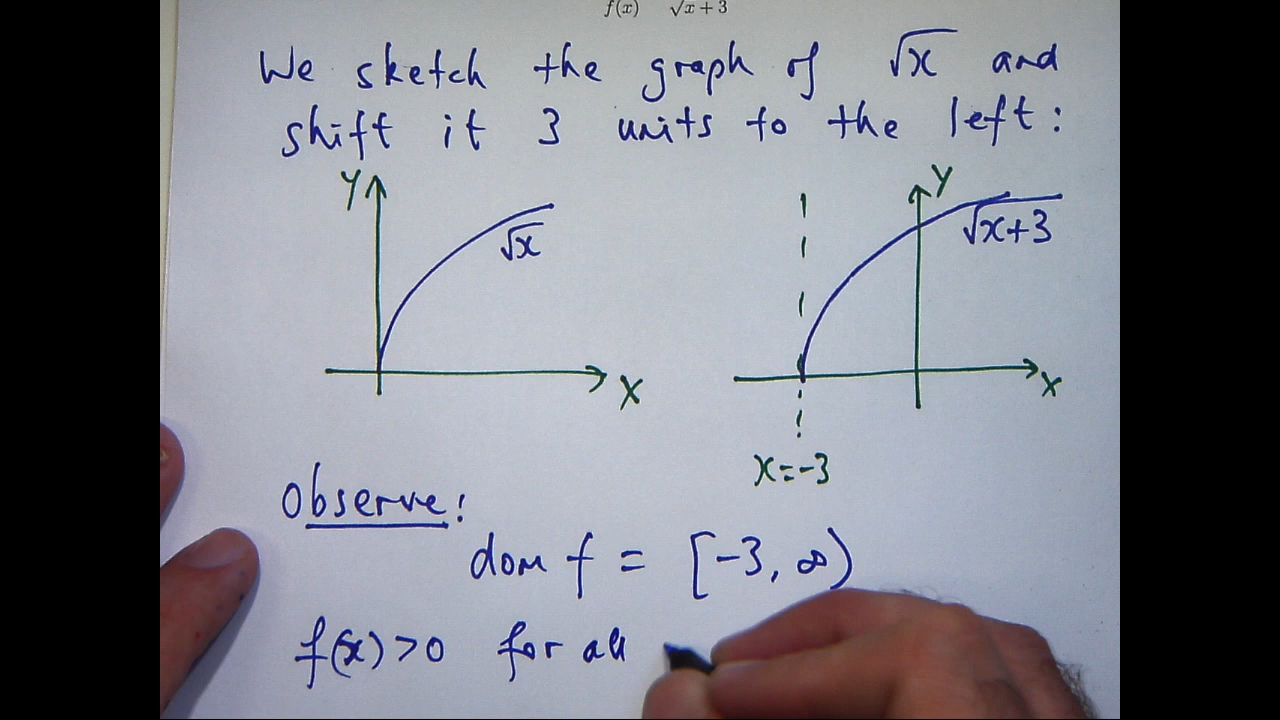 f(x) √x + 3
We sketch the graph of √x and
shift it 3 units to the left:
y
√x
x
y
√x+3
x
x=-3
Observe:
dom f = [-3, ∞)
f(x)>0 for all